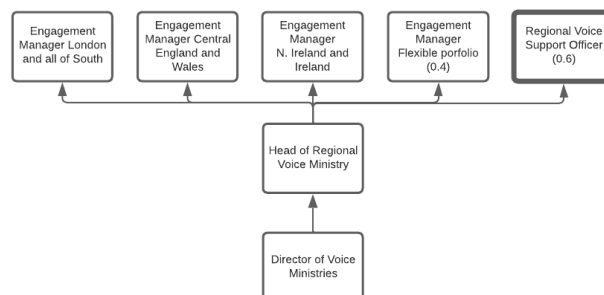 Engagement
Manager London
and all of South
Engagement
Manager Central
England and
Wales
Engagement
Manager
N. Ireland and
Ireland
Engagement
Manager
Flexible porfolio
(0.4)
Regional Voice
Support Officer
(0.6)
Head of Regional
Voice Ministry
Director of Voice
Ministries